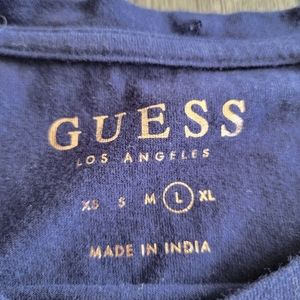 GUESS
LOS ANGELES
XS S M L XL
MADE IN INDIA